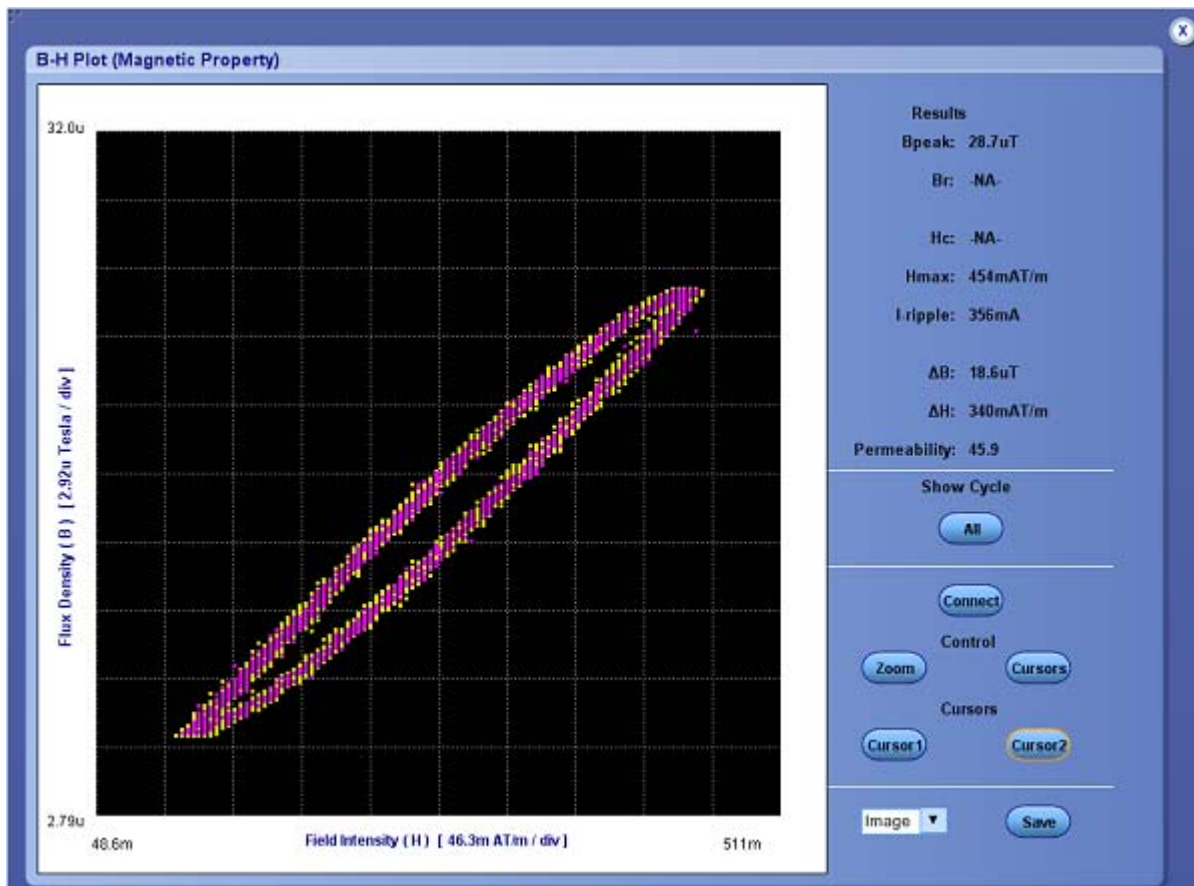 B-H Plot (Magnetic Property)
32.0u
Flux Density ( B ) [ 2.92u Tesla / div ]
2.79u
48.6m
Field Intensity ( H ) [ 46.3m AT/m / div ]
511m
Results
Bpeak: 28.7uT
Br: -NA-
Hc: -NA-
Hmax: 454mAT/m
I-ripple: 356mA
ΔB: 18.6uT
ΔH: 340mAT/m
Permeability: 45.9
Show Cycle
All
Connect
Control
Zoom Cursors
Cursors
Cursor1 Cursor2
Image Save